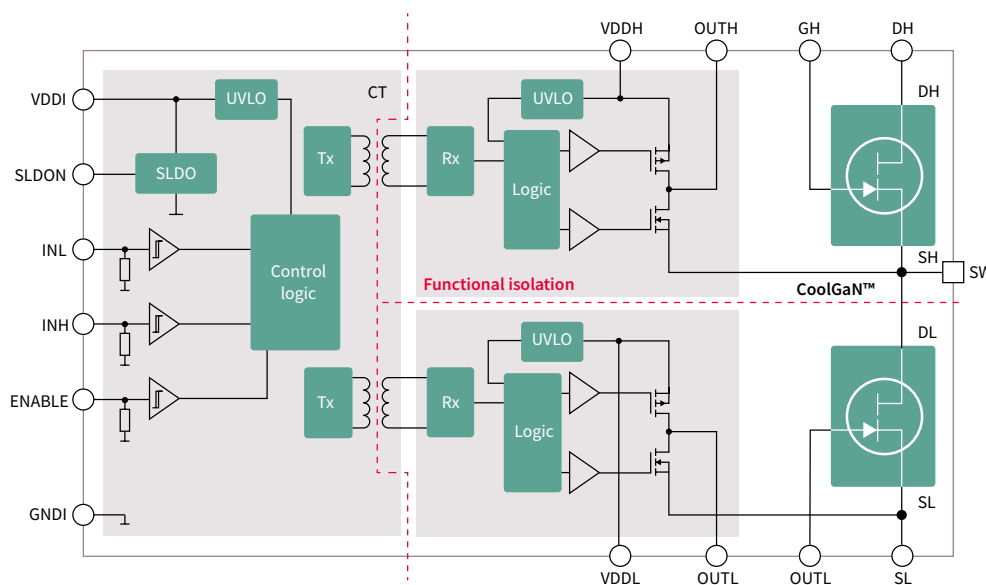 VDDH
OUTH
GH
DH
VDDI
UVLO
CT
UVLO
DH
SLDON
SLDO
Tx
Rx
Logic
INL
Control
logic
SH
SW
Functional isolation
CoolGaN™
INH
UVLO
DL
ENABLE
Tx
Rx
Logic
GNDI
SL
VDDL
OUTL
OUTL
SL